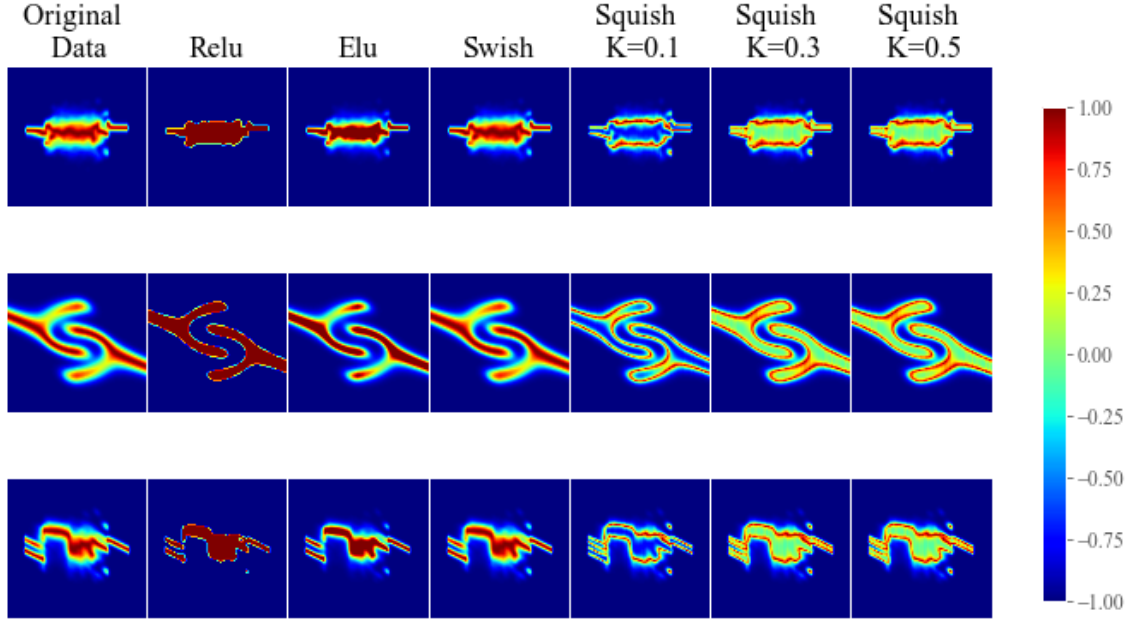 Original Data
Relu
Elu
Swish
Squish K=0.1
Squish K=0.3
Squish K=0.5
1.00
0.75
0.50
0.25
0.00
−0.25
−0.50
−0.75
−1.00